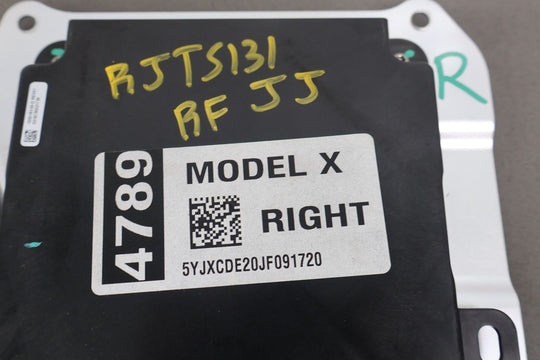 RJTS131
RF JJ
R
4789
MODEL X
RIGHT
5YJXCDE20JF091720